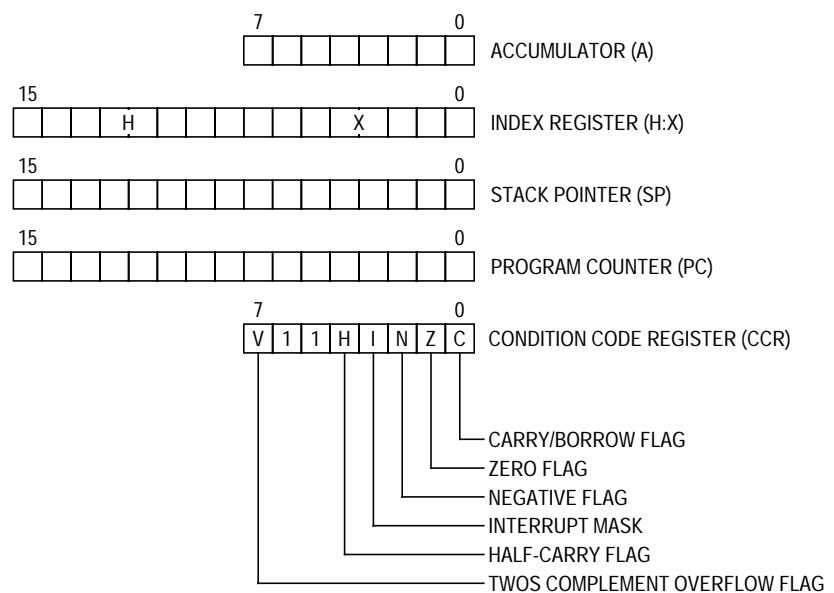 7 0
ACCUMULATOR (A)
15 0
H X INDEX REGISTER (H:X)
15 0
STACK POINTER (SP)
15 0
PROGRAM COUNTER (PC)
7 0
V 1 1 H I N Z C CONDITION CODE REGISTER (CCR)
CARRY/BORROW FLAG
ZERO FLAG
NEGATIVE FLAG
INTERRUPT MASK
HALF-CARRY FLAG
TWOS COMPLEMENT OVERFLOW FLAG